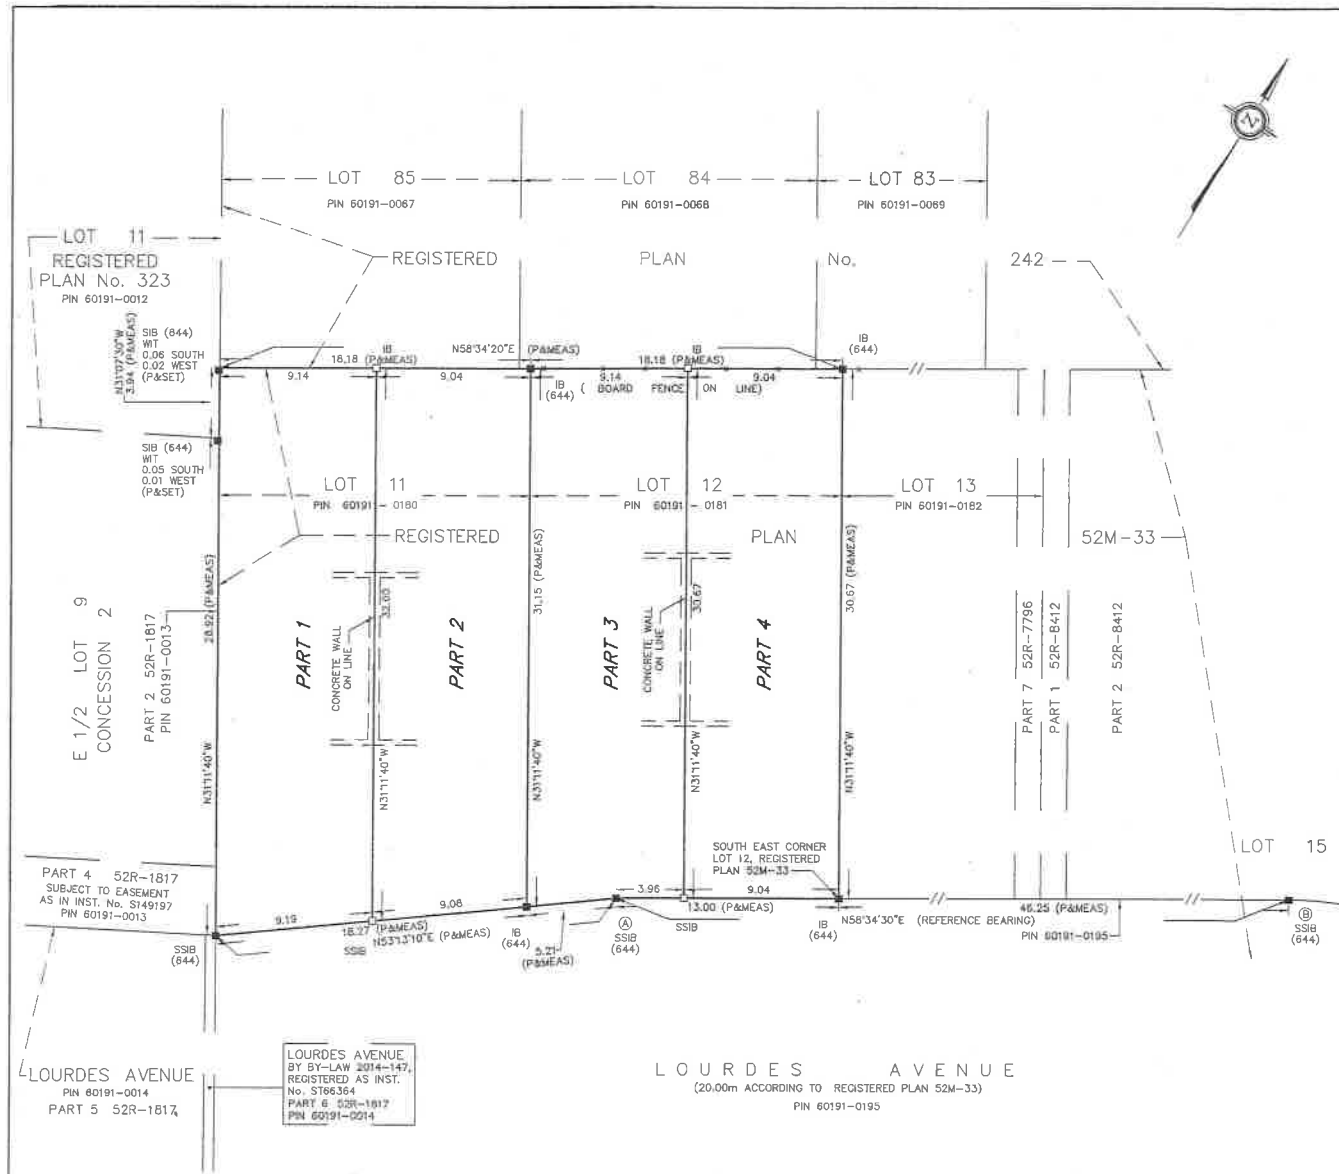 N
LOT 85
PIN 60191-0067
LOT 84
PIN 60191-0068
LOT 83
PIN 60191-0069
LOT 11
REGISTERED
PLAN No. 323
PIN 60191-0012
REGISTERED PLAN No. 242
N31°07'30"W
3.94 (P&MEAS)
SIB (644)
WIT
0.06 SOUTH
0.02 WEST
(P&SET)
IB
18.18 (P&MEAS)
N58°34'20"E (P&MEAS)
IB
18.18 (P&MEAS)
IB
(644)
9.14
9.04
IB
(644)
9.14
9.04
( BOARD FENCE ON LINE)
SIB (644)
WIT
0.05 SOUTH
0.01 WEST
(P&SET)
LOT 11
PIN 60191-0180
LOT 12
PIN 60191-0181
LOT 13
PIN 60191-0182
REGISTERED PLAN 52M-33
28.92 (P&MEAS)
32.00
31.15 (P&MEAS)
30.67
30.67 (P&MEAS)
E 1/2 LOT 9
CONCESSION 2
PART 2 52R-1817
PIN 60191-0013
PART 1
CONCRETE WALL
ON LINE
PART 2
PART 3
CONCRETE WALL
ON LINE
PART 4
PART 7 52R-7796
PART 1 52R-8412
PART 2 52R-8412
N31°11'40"W
N31°11'40"W
N31°11'40"W
N31°11'40"W
N31°11'40"W
SOUTH EAST CORNER
LOT 12, REGISTERED
PLAN 52M-33
LOT 15
PART 4 52R-1817
SUBJECT TO EASEMENT
AS IN INST. No. S149197
PIN 60191-0013
9.19
9.08
18.27 (P&MEAS)
N53°13'10"E (P&MEAS)
3.96
9.04
13.00 (P&MEAS)
46.25 (P&MEAS)
N58°34'30"E (REFERENCE BEARING)
PIN 60191-0195
SSIB
(644)
SSIB
IB
(644)
5.21
(P&MEAS)
A
SSIB
(644)
SSIB
IB
(644)
B
SSIB
(644)
LOURDES AVENUE
PIN 60191-0014
PART 5 52R-1817
LOURDES AVENUE
BY BY-LAW 2014-147,
REGISTERED AS INST.
No. ST66364
PART 6 52R-1817
PIN 60191-0014
LOURDES AVENUE
(20.00m ACCORDING TO REGISTERED PLAN 52M-33)
PIN 60191-0195